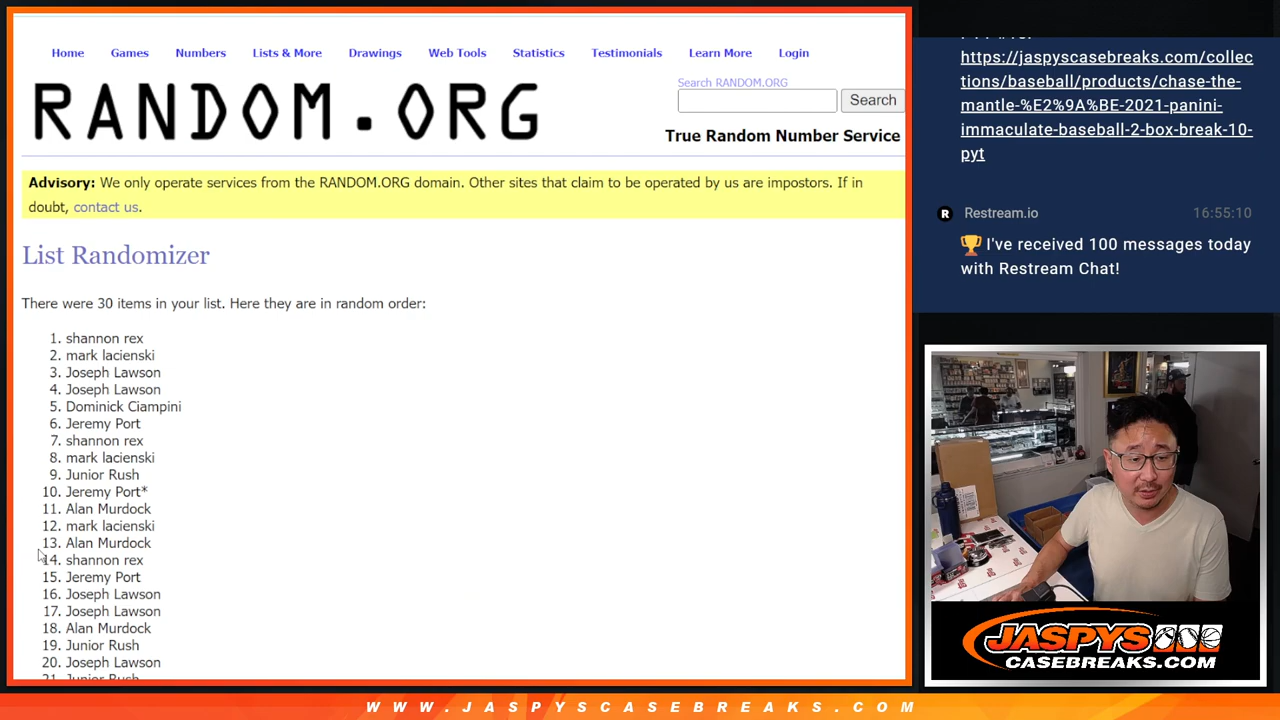 Home Games Numbers Lists & More Drawings Web Tools Statistics Testimonials Learn More Login
RANDOM.ORG
Search RANDOM.ORG
Search
True Random Number Service
Advisory: We only operate services from the RANDOM.ORG domain. Other sites that claim to be operated by us are impostors. If in
doubt, contact us.
List Randomizer
There were 30 items in your list. Here they are in random order:
1. shannon rex
2. mark lacienski
3. Joseph Lawson
4. Joseph Lawson
5. Dominick Ciampini
6. Jeremy Port
7. shannon rex
8. mark lacienski
9. Junior Rush
10. Jeremy Port*
11. Alan Murdock
12. mark lacienski
13. Alan Murdock
14. shannon rex
15. Jeremy Port
16. Joseph Lawson
17. Joseph Lawson
18. Alan Murdock
19. Junior Rush
20. Joseph Lawson
21. Junior Rush
https://jaspyscasebreaks.com/collec
tions/baseball/products/chase-the-
mantle-%E2%9A%BE-2021-panini-
immaculate-baseball-2-box-break-10-
pyt
R Restream.io 16:55:10
🏆 I've received 100 messages today
with Restream Chat!
JASPYS
CASEBREAKS.COM
WWW.JASPYSCASEBREAKS.COM